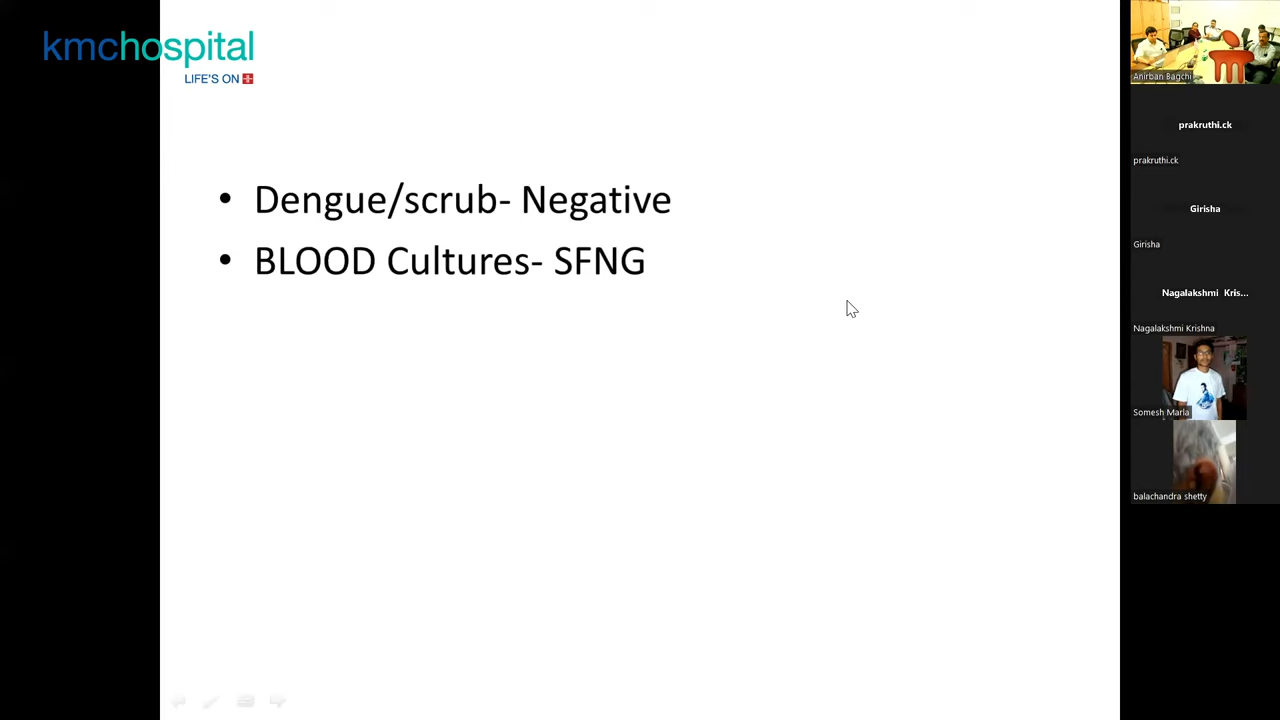 kmchospital
LIFE'S ON
• Dengue/scrub- Negative
• BLOOD Cultures- SFNG
Anirban Bagchi
prakruthi.ck
prakruthi.ck
Girisha
Girisha
Nagalakshmi Kris...
Nagalakshmi Krishna
Somesh Marla
balachandra shetty